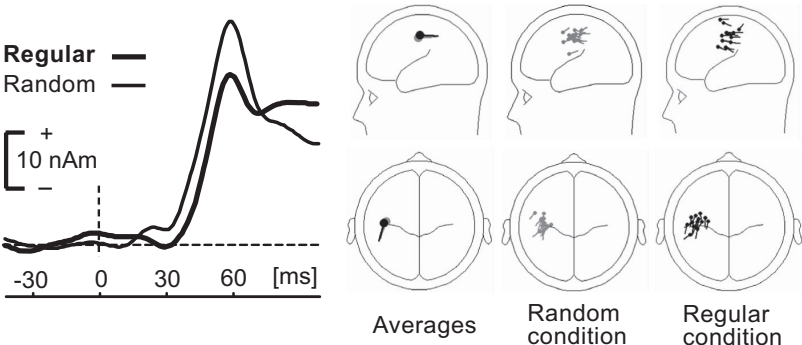 Regular
Random
+
10 nAm
−
-30 0 30 60 [ms]
Averages
Random
condition
Regular
condition